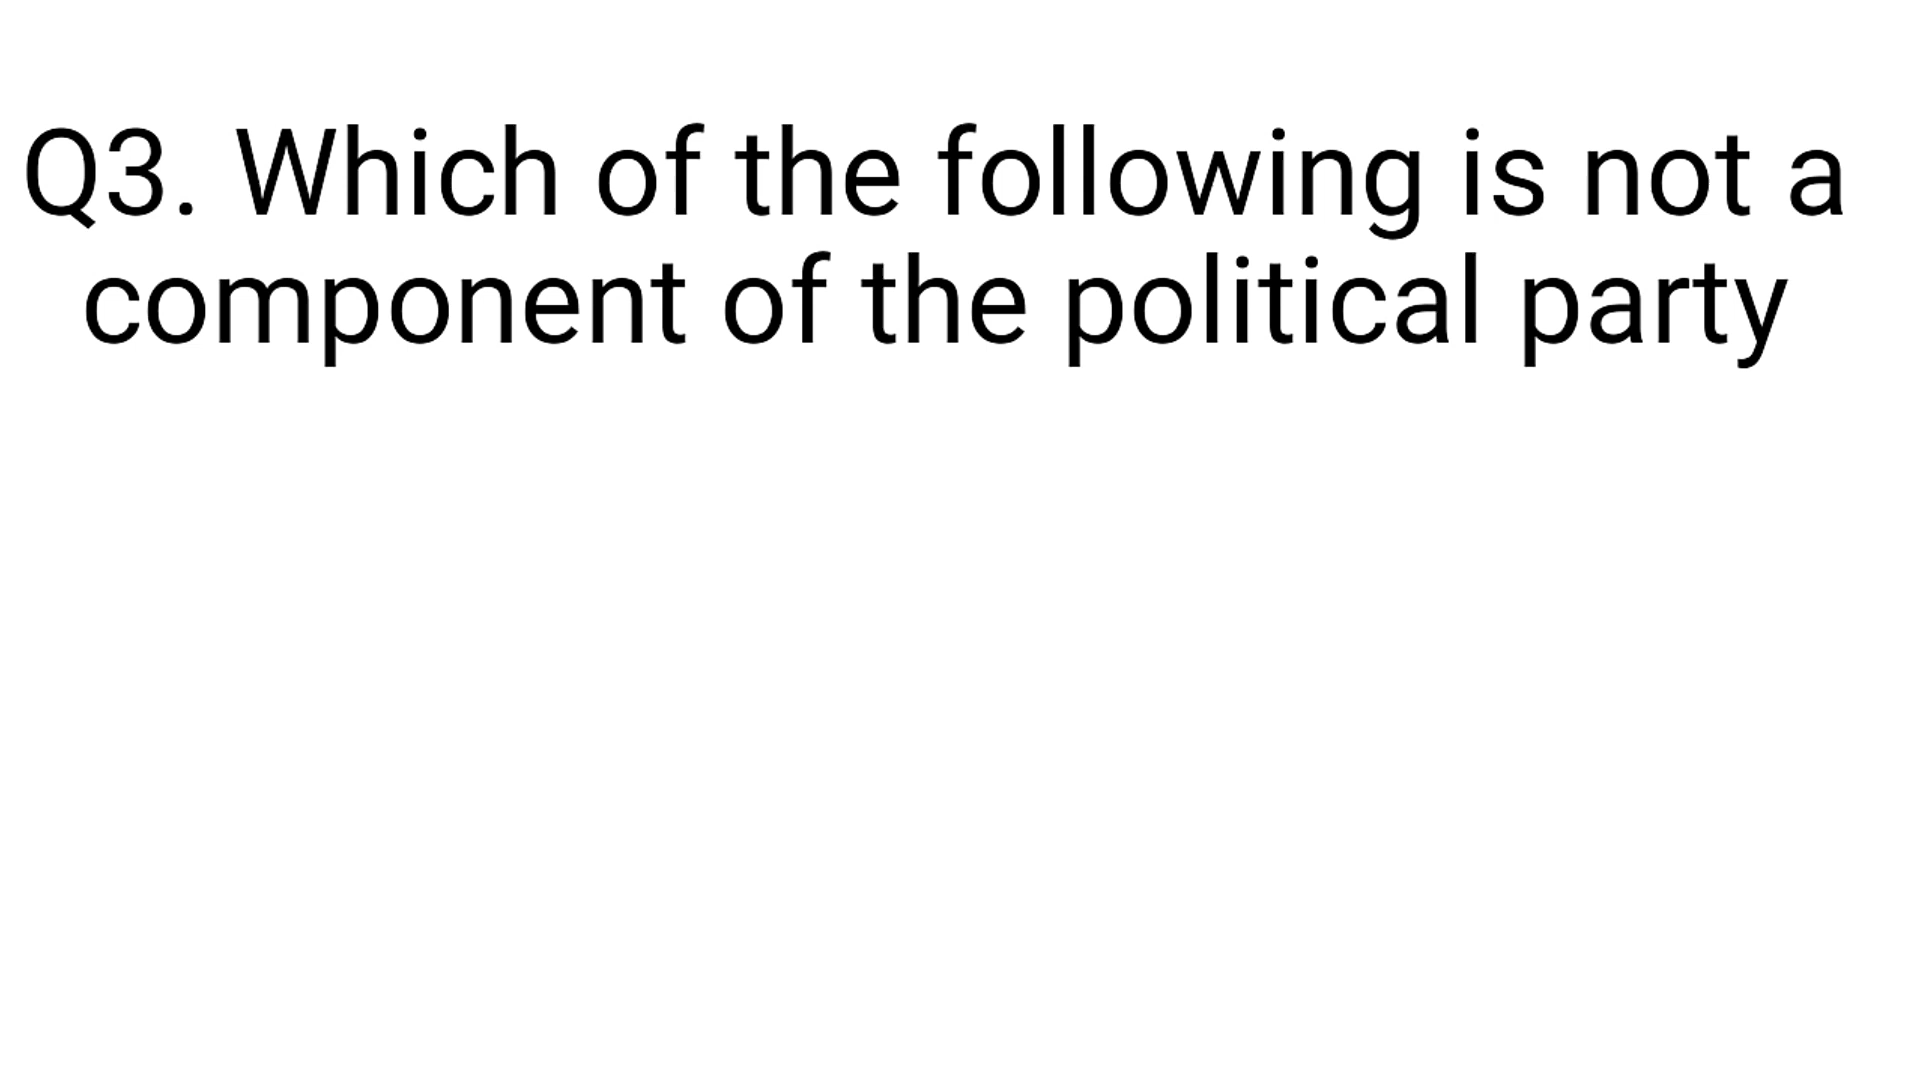 Q3. Which of the following is not a
component of the political party